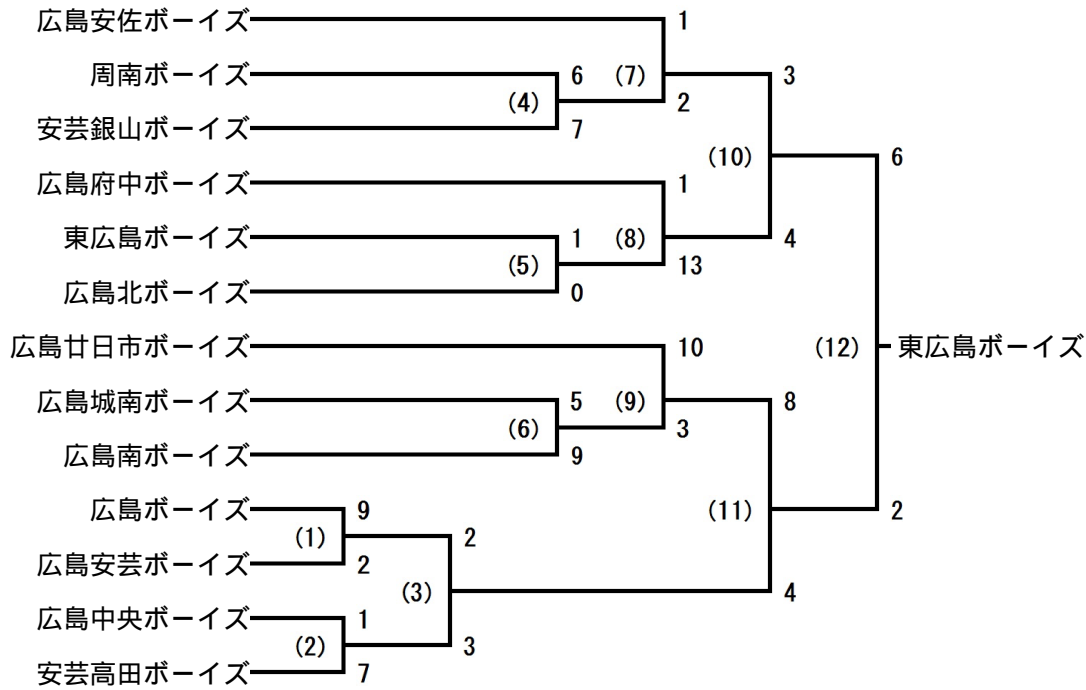 広島安佐ボーイズ 1
周南ボーイズ 6 (7) 3
(4) 2
安芸銀山ボーイズ 7
(10) 6
広島府中ボーイズ 1
東広島ボーイズ 1 (8) 4
(5) 13
広島北ボーイズ 0
広島廿日市ボーイズ 10 (12) 東広島ボーイズ
広島城南ボーイズ 5 (9) 8
(6) 3
広島南ボーイズ 9
広島ボーイズ 9 (11) 2
(1) 2
広島安芸ボーイズ 2
(3) 4
広島中央ボーイズ 1
(2) 3
安芸高田ボーイズ 7